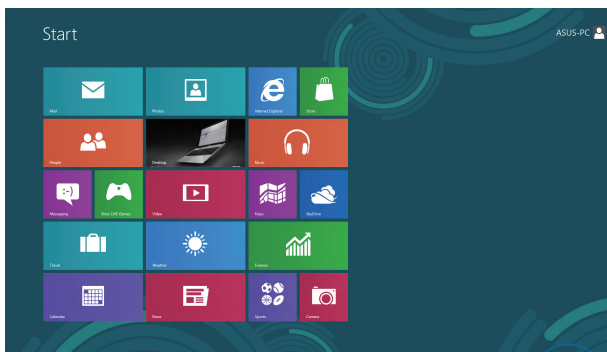 Start
ASUS-PC
Mail
Photos
Internet Explorer
Store
People
Desktop
Music
Messaging
Xbox LIVE Games
Video
Maps
SkyDrive
Travel
Weather
Finance
Calendar
News
Sports
Camera